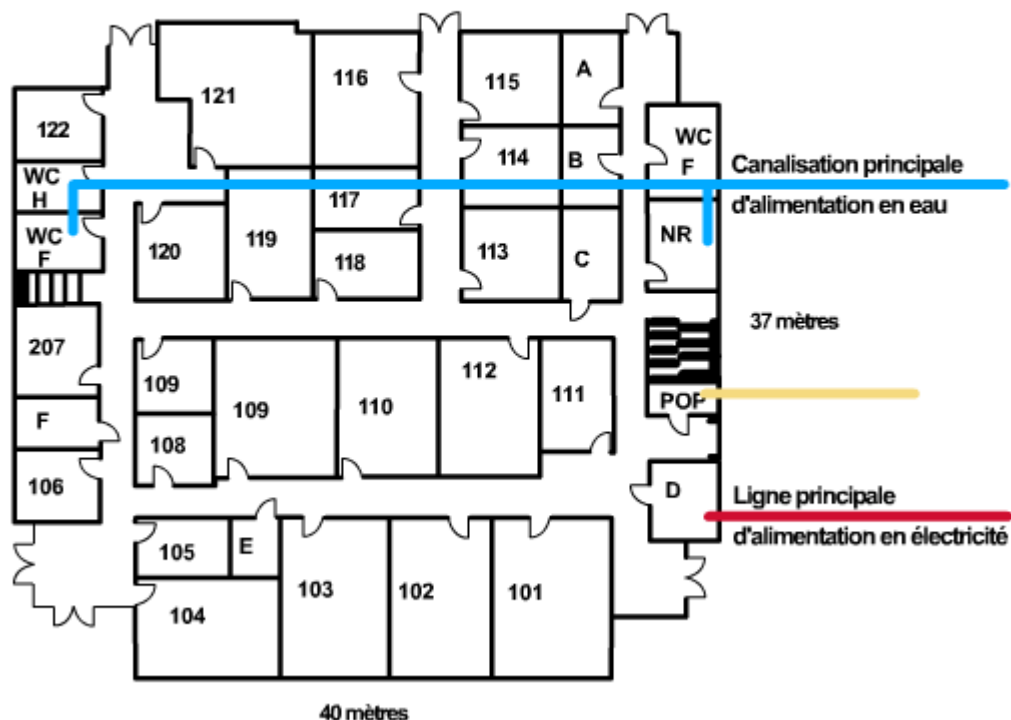 121
116
115
A
122
WC
F
114
B
Canalisation principale
d'alimentation en eau
WC
H
117
WC
F
120
119
118
113
C
NR
37 mètres
207
109
109
110
112
111
POP
F
108
106
D
Ligne principale
d'alimentation en électricité
105
E
103
102
101
104
40 mètres